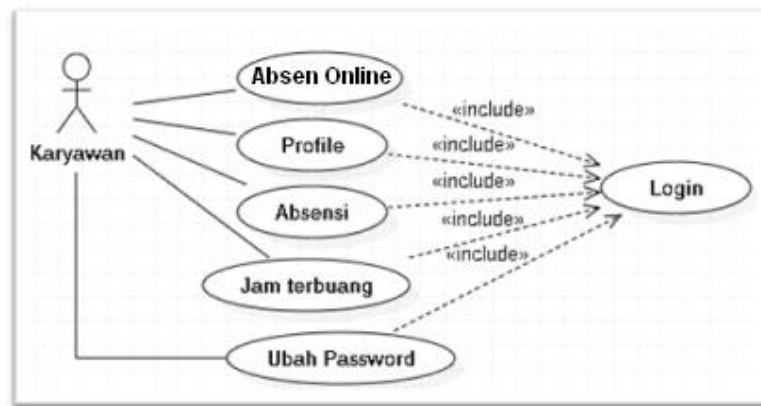 Absen Online
«include»
Profile
«include»
Karyawan
«include»
Login
Absensi
«include»
Jam terbuang
«include»
Ubah Password